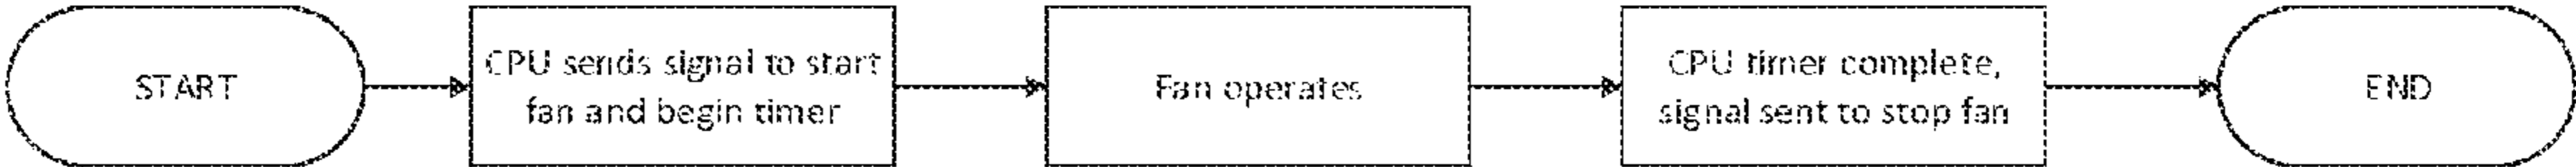 START
CPU sends signal to start
fan and begin timer
Fan operates
CPU timer complete,
signal sent to stop fan
END